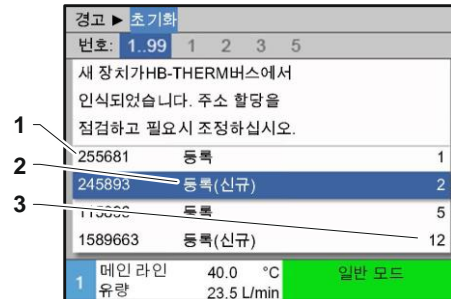 경고 ▶ 초기화
번호: 1..99 1 2 3 5
새 장치가HB-THERM버스에서
인식되었습니다. 주소 할당을
점검하고 필요시 조정하십시오.
1
255681 등록 1
2
245893 등록(신규) 2
3
등록 5
1589663 등록(신규) 12
1 메인 라인 40.0 °C 일반 모드
유량 23.5 L/min